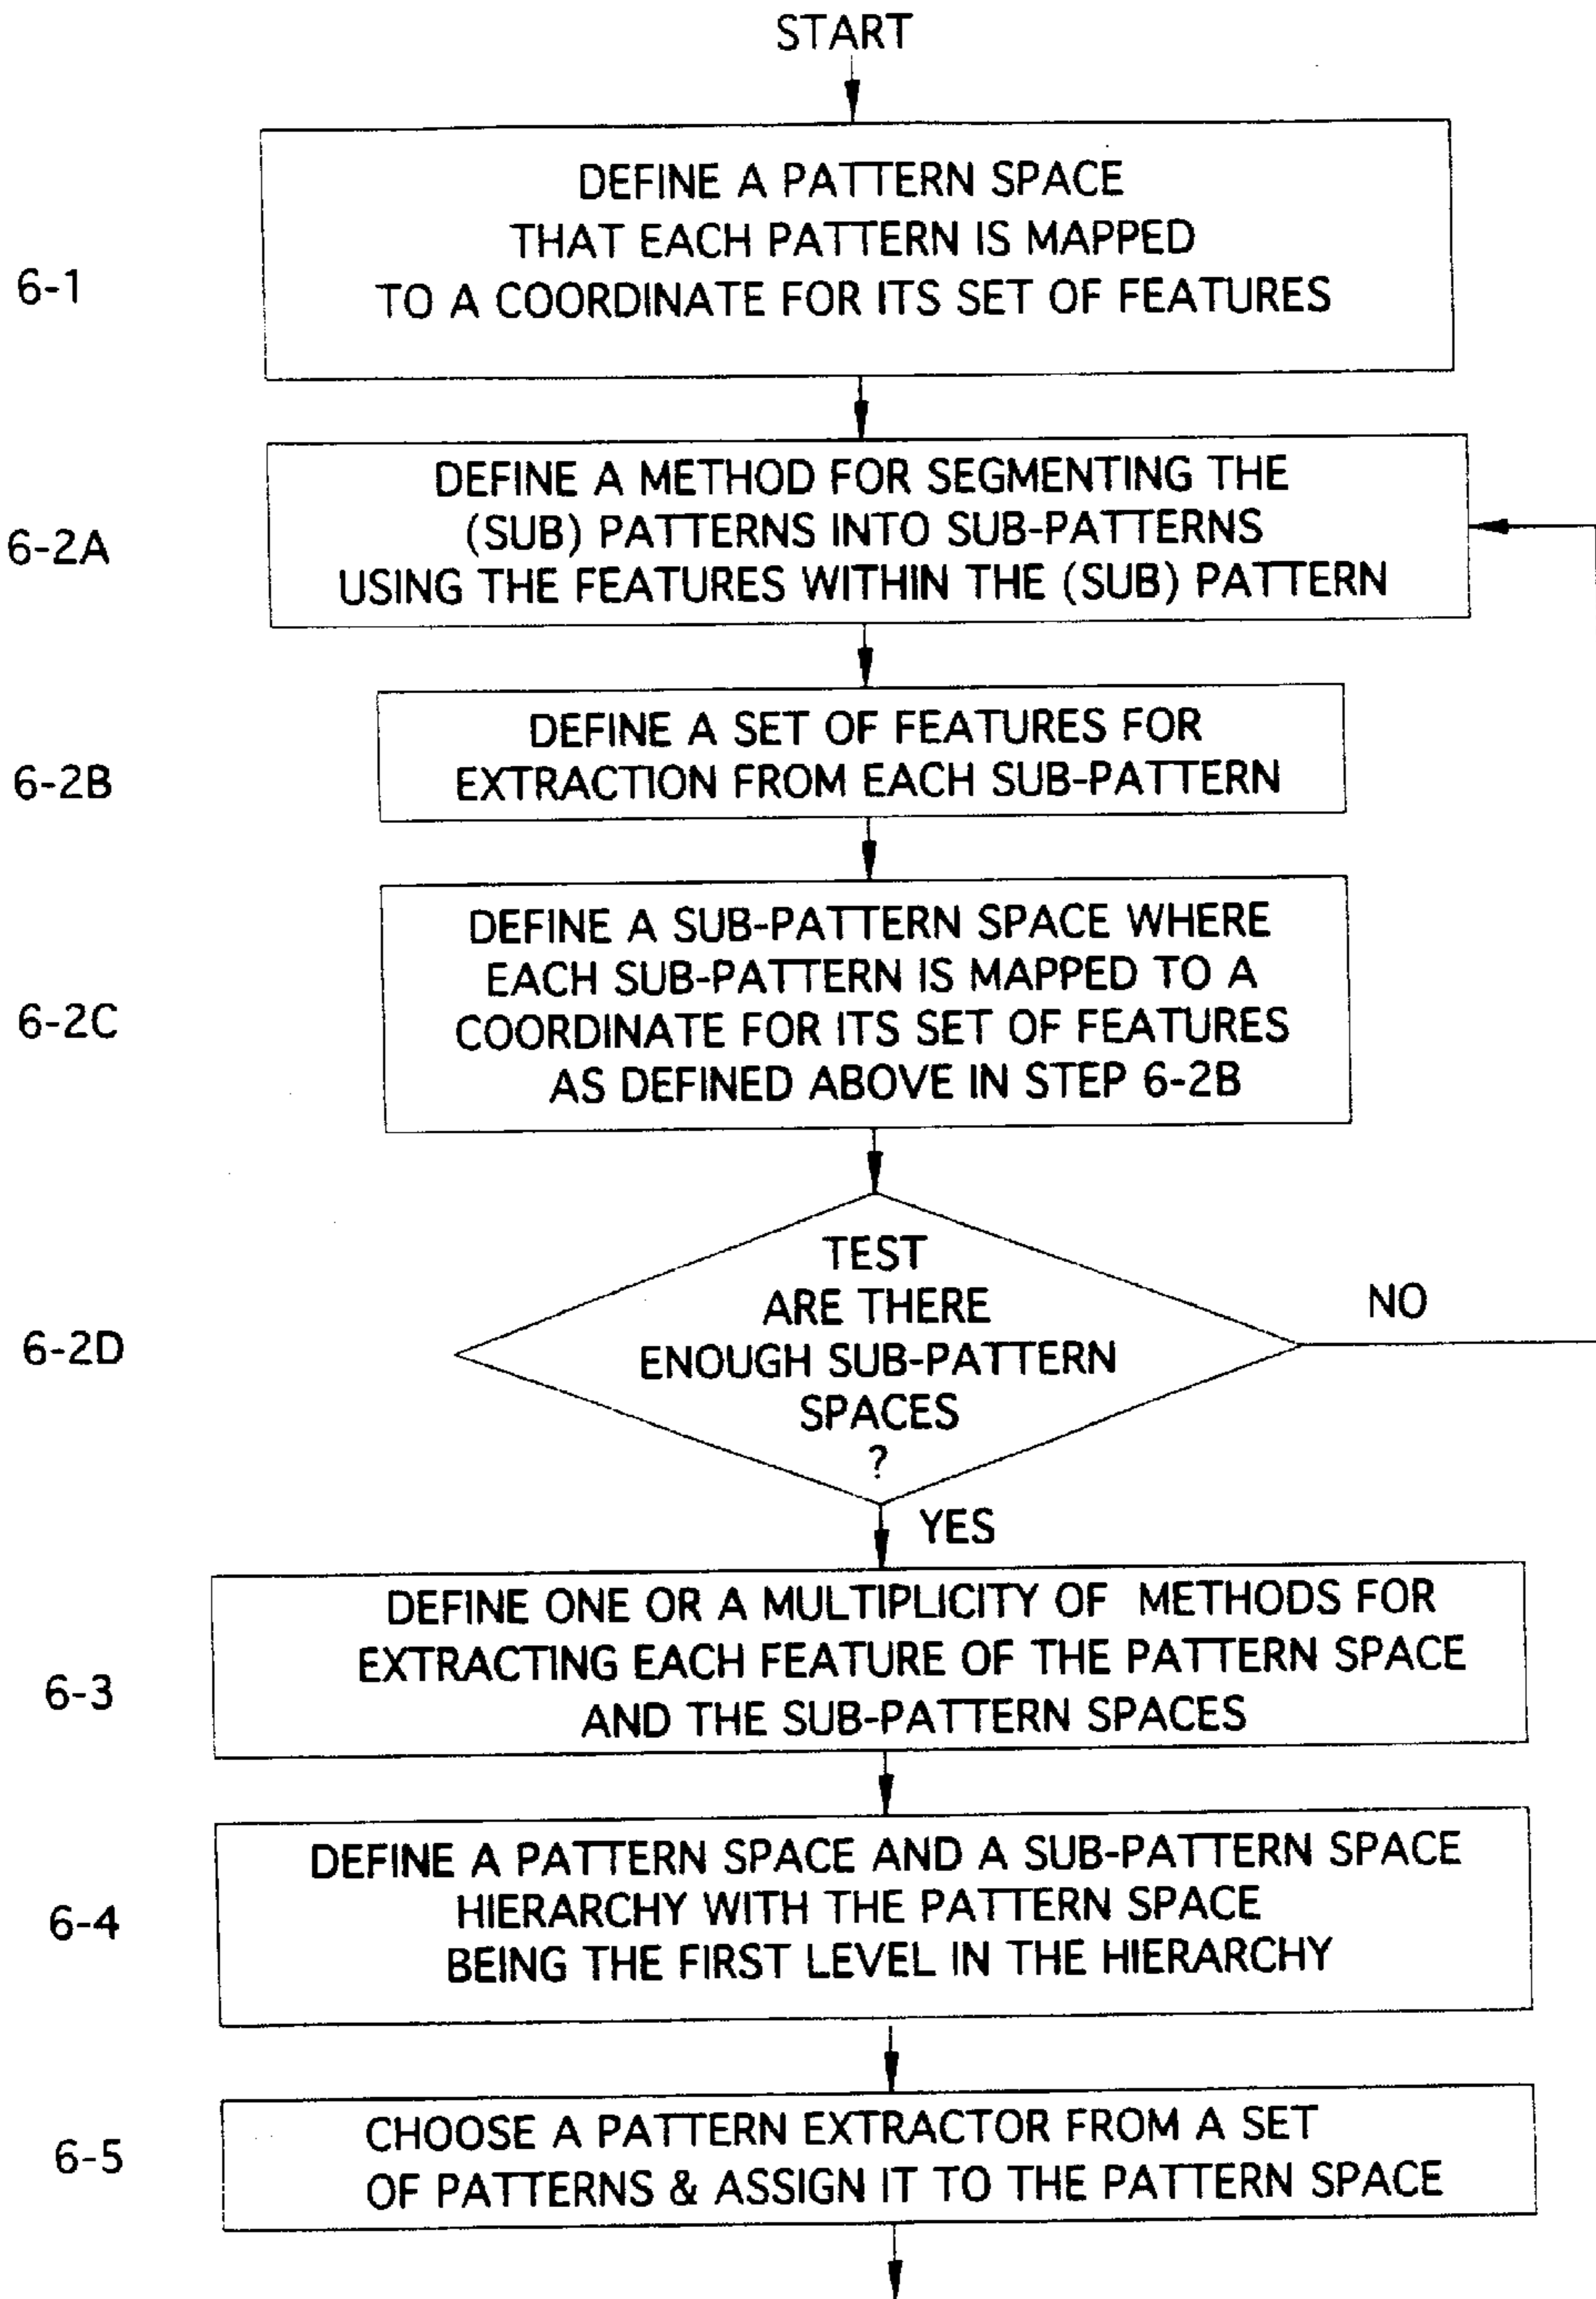 START
DEFINE A PATTERN SPACE
THAT EACH PATTERN IS MAPPED
TO A COORDINATE FOR ITS SET OF FEATURES
6-1
DEFINE A METHOD FOR SEGMENTING THE
(SUB) PATTERNS INTO SUB-PATTERNS
USING THE FEATURES WITHIN THE (SUB) PATTERN
6-2A
DEFINE A SET OF FEATURES FOR
EXTRACTION FROM EACH SUB-PATTERN
6-2B
DEFINE A SUB-PATTERN SPACE WHERE
EACH SUB-PATTERN IS MAPPED TO A
COORDINATE FOR ITS SET OF FEATURES
AS DEFINED ABOVE IN STEP 6-2B
6-2C
TEST
ARE THERE
ENOUGH SUB-PATTERN
SPACES
?
6-2D
NO
YES
DEFINE ONE OR A MULTIPLICITY OF METHODS FOR
EXTRACTING EACH FEATURE OF THE PATTERN SPACE
AND THE SUB-PATTERN SPACES
6-3
DEFINE A PATTERN SPACE AND A SUB-PATTERN SPACE
HIERARCHY WITH THE PATTERN SPACE
BEING THE FIRST LEVEL IN THE HIERARCHY
6-4
CHOOSE A PATTERN EXTRACTOR FROM A SET
OF PATTERNS & ASSIGN IT TO THE PATTERN SPACE
6-5